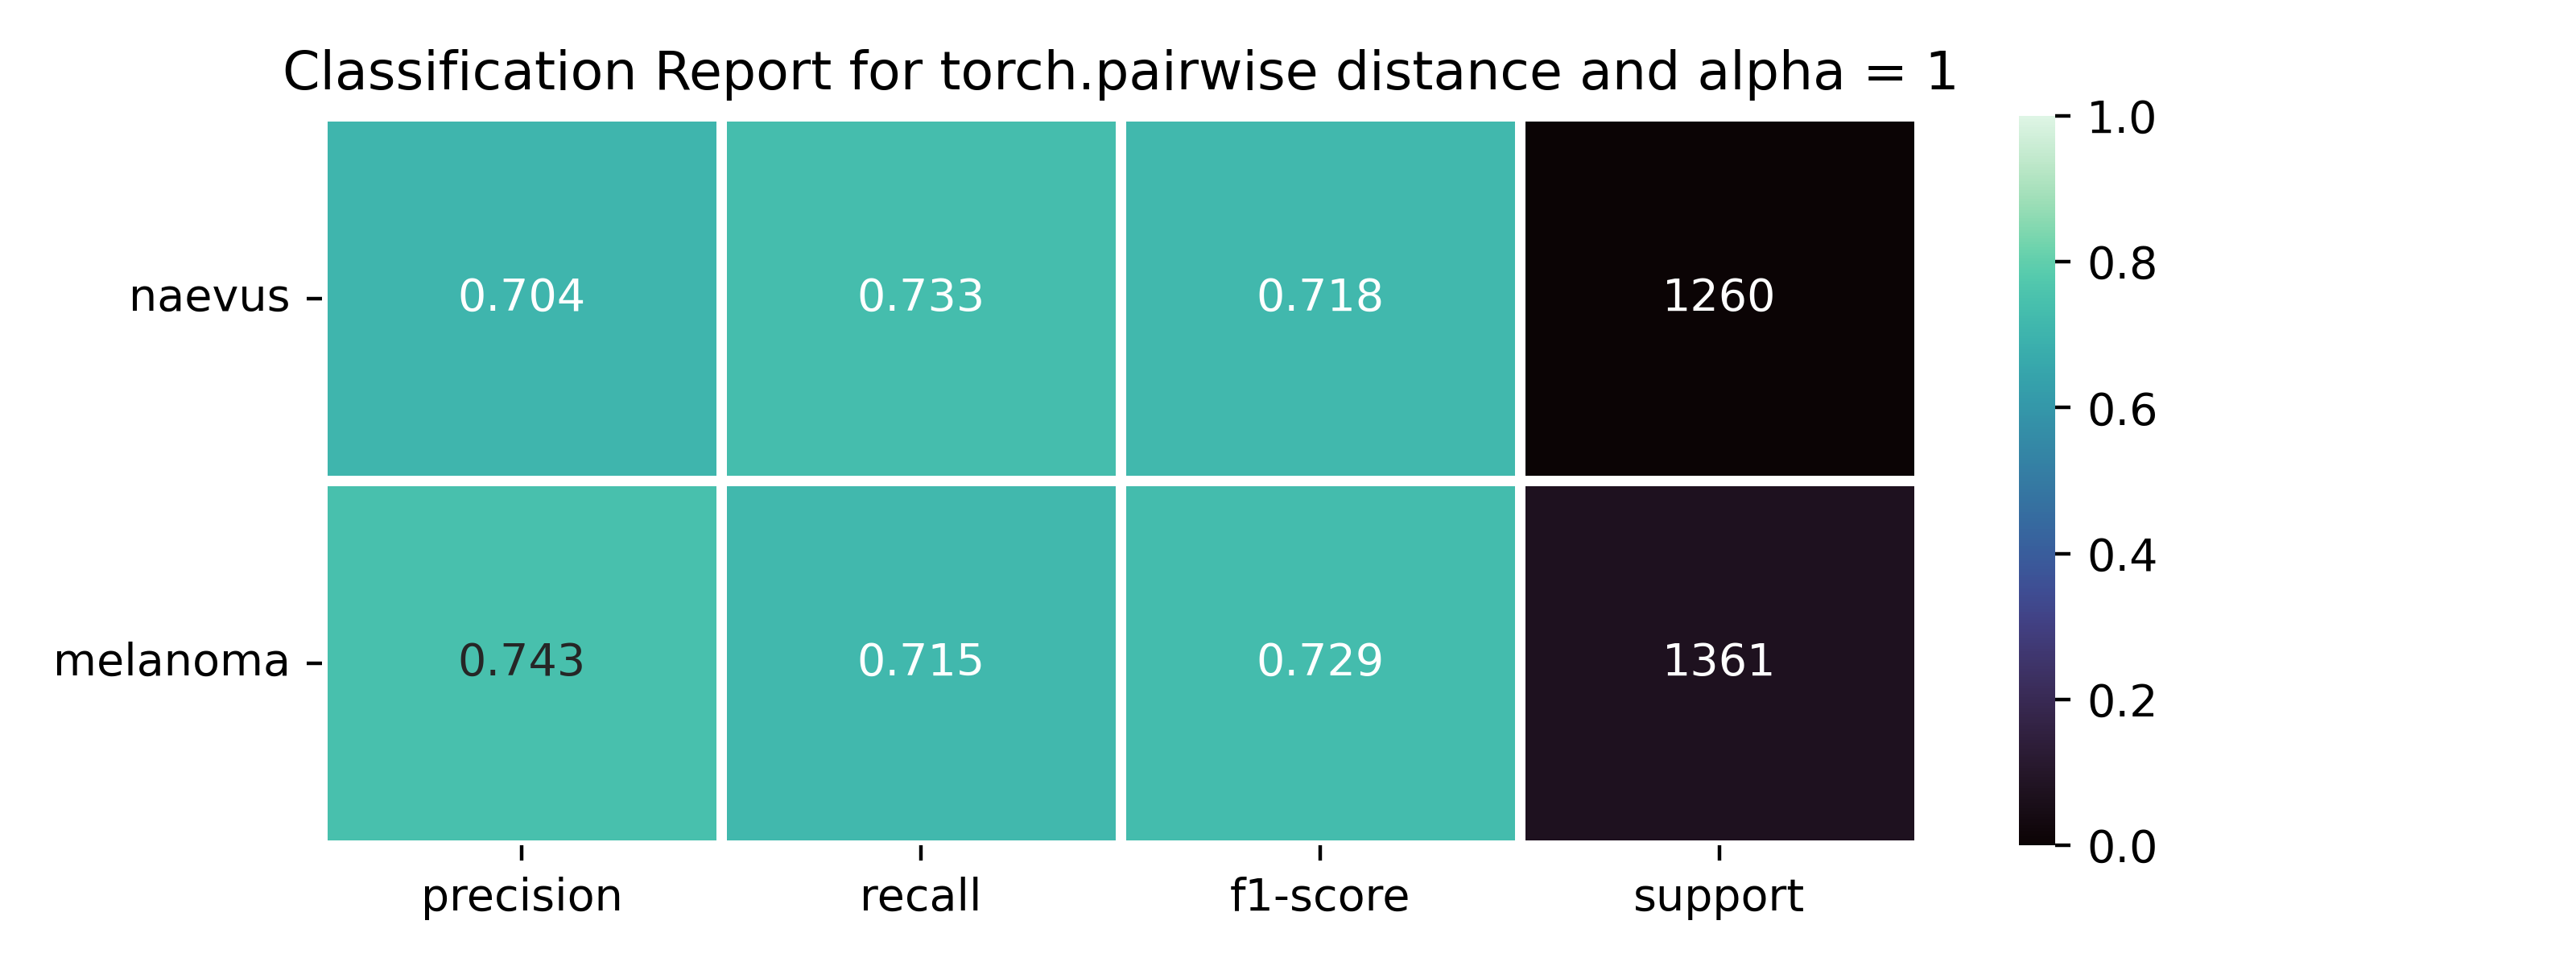 Classification Report for torch.pairwise distance and alpha = 1
1.0
0.8
0.6
0.4
0.2
0.0
naevus 0.704 0.733 0.718 1260
melanoma 0.743 0.715 0.729 1361
precision recall f1-score support